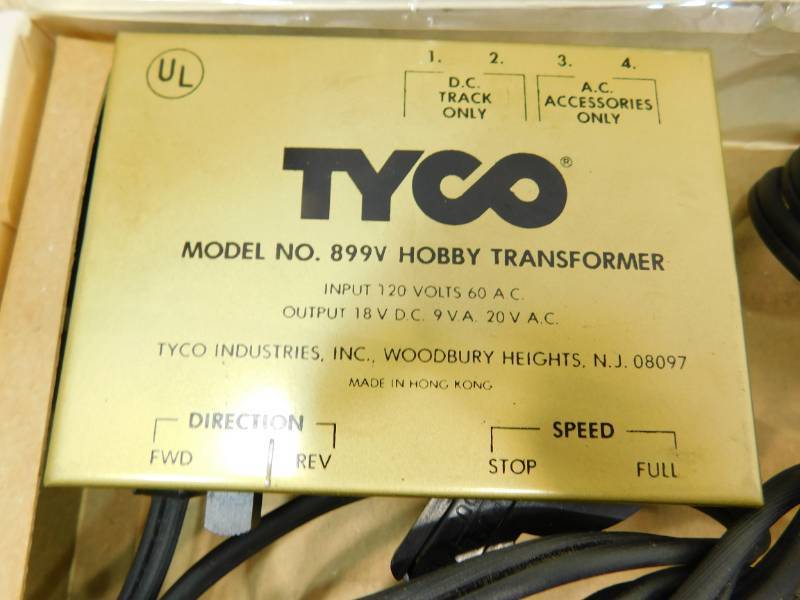 UL
1. 2. 3. 4.
D.C. TRACK ONLY
A.C. ACCESSORIES ONLY
TYCO®
MODEL NO. 899V HOBBY TRANSFORMER
INPUT 120 VOLTS 60 A.C.
OUTPUT 18 V D.C. 9 V.A. 20 V A.C.
TYCO INDUSTRIES, INC., WOODBURY HEIGHTS, N.J. 08097
MADE IN HONG KONG
DIRECTION
FWD REV
SPEED
STOP FULL